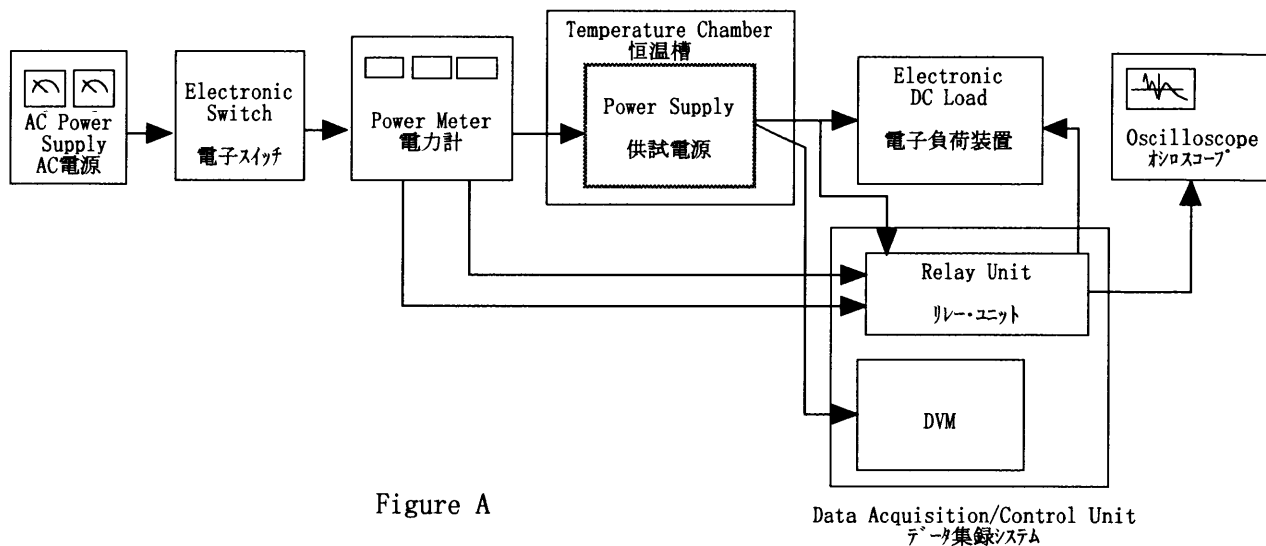 AC Power
Supply
AC電源
Electronic
Switch
電子スイッチ
Power Meter
電力計
Temperature Chamber
恒温槽
Power Supply
供試電源
Electronic
DC Load
電子負荷装置
Oscilloscope
オシロスコープ
Relay Unit
リレー・ユニット
DVM
Data Acquisition/Control Unit
データ集録システム
Figure A